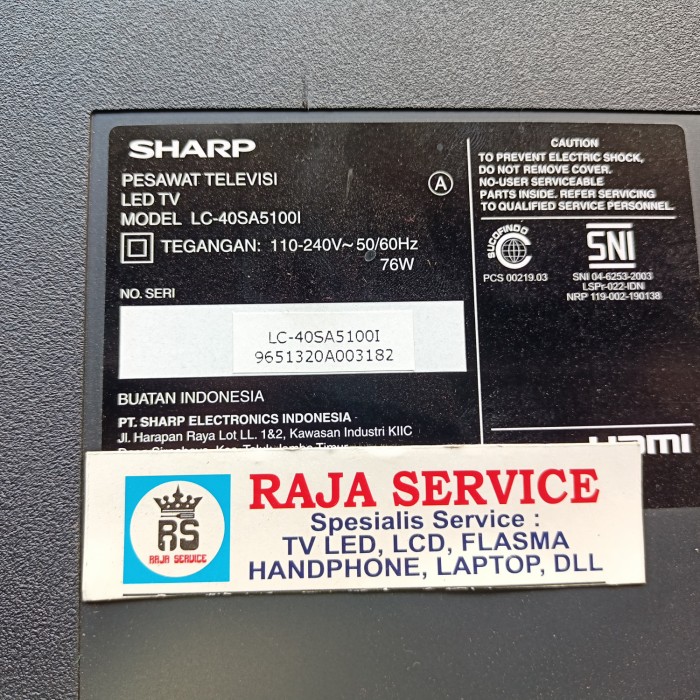 SHARP
PESAWAT TELEVISI
LED TV
MODEL LC-40SA5100I
A
TEGANGAN: 110-240V~ 50/60Hz
76W
NO. SERI
LC-40SA5100I
9651320A003182
BUATAN INDONESIA
PT. SHARP ELECTRONICS INDONESIA
Jl. Harapan Raya Lot LL. 1&2, Kawasan Industri KIIC
CAUTION
TO PREVENT ELECTRIC SHOCK,
DO NOT REMOVE COVER.
NO-USER SERVICEABLE
PARTS INSIDE. REFER SERVICING
TO QUALIFIED SERVICE PERSONNEL.
SUCOFINDO
PCS 00219.03
SNI
SNI 04-6253-2003
LSPr-022-IDN
NRP 119-002-190138
RS
RAJA SERVICE
RAJA SERVICE
Spesialis Service :
TV LED, LCD, FLASMA
HANDPHONE, LAPTOP, DLL